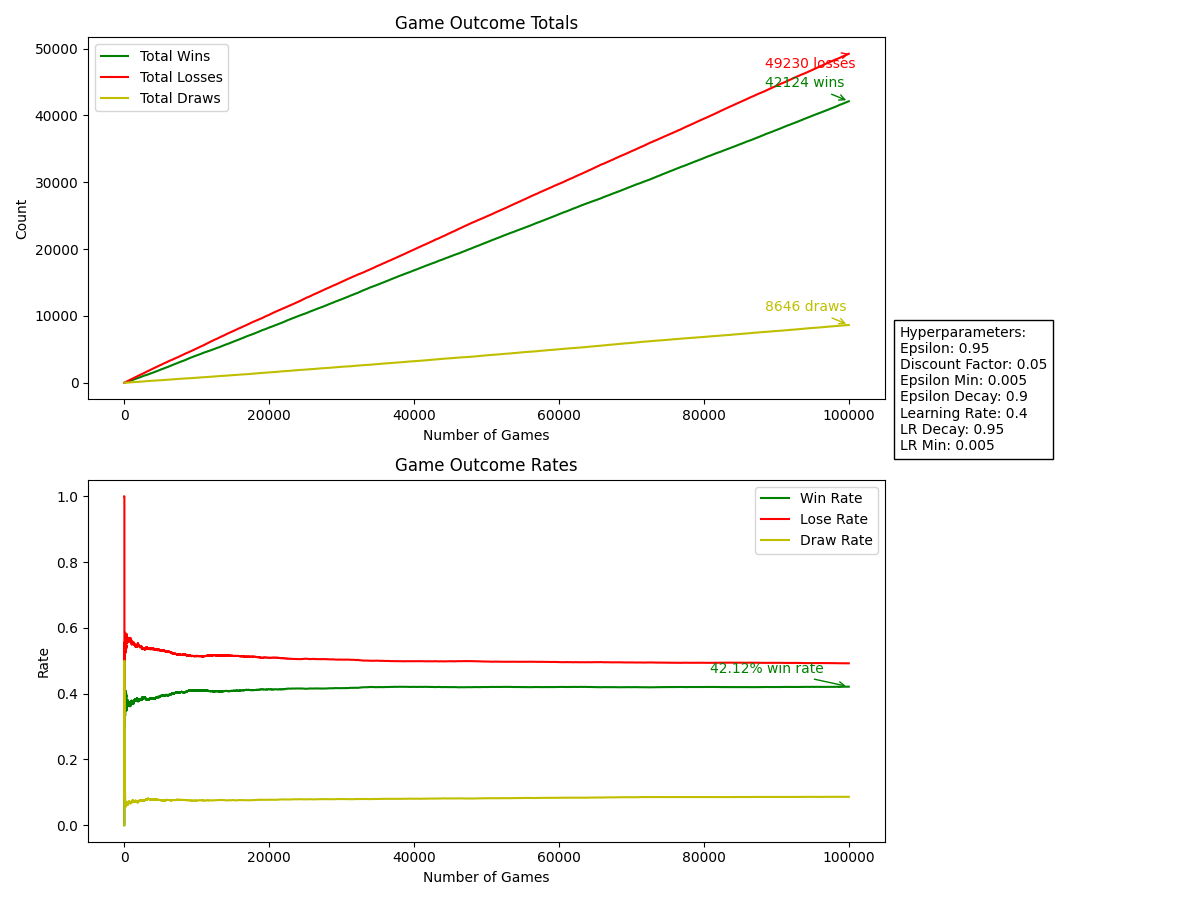 Game Outcome Totals
50000
40000
30000
20000
10000
0
Count
Total Wins
Total Losses
Total Draws
49230 losses
42124 wins
8646 draws
0
20000
40000
60000
80000
100000
Number of Games
Hyperparameters:
Epsilon: 0.95
Discount Factor: 0.05
Epsilon Min: 0.005
Epsilon Decay: 0.9
Learning Rate: 0.4
LR Decay: 0.95
LR Min: 0.005
Game Outcome Rates
1.0
0.8
0.6
0.4
0.2
0.0
Rate
Win Rate
Lose Rate
Draw Rate
42.12% win rate
0
20000
40000
60000
80000
100000
Number of Games